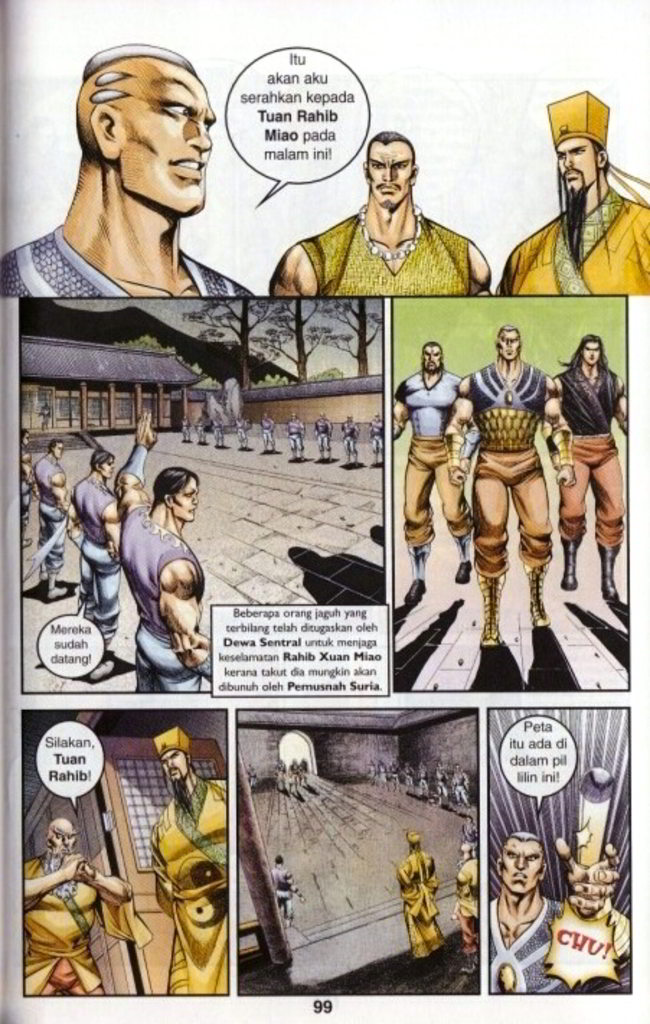 Itu
akan aku
serahkan kepada
Tuan Rahib
Miao pada
malam ini!
Mereka
sudah
datang!
Beberapa orang jaguh yang
terbilang telah ditugaskan oleh
Dewa Sentral untuk menjaga
keselamatan Rahib Xuan Miao
kerana takut dia mungkin akan
dibunuh oleh Pemusnah Suria.
Silakan,
Tuan
Rahib!
Peta
itu ada di
dalam pil
lilin ini!
CHU!
99